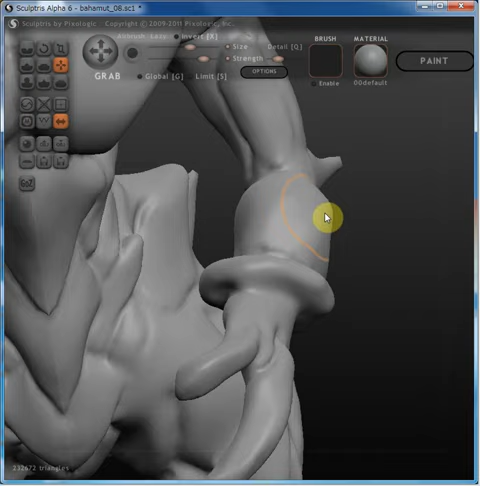 Sculptris Alpha 6 - bahamut_06.sc1 *
Sculptris by Pixologic Copyright © 2009-2011 Pixologic, Inc.
Airbrush Lazy Invert [X]
Size Detail [Q]
Strength
GRAB
Global [G] Limit [S]
OPTIONS
BRUSH
Enable
MATERIAL
00default
PAINT
GoZ
332672 triangles